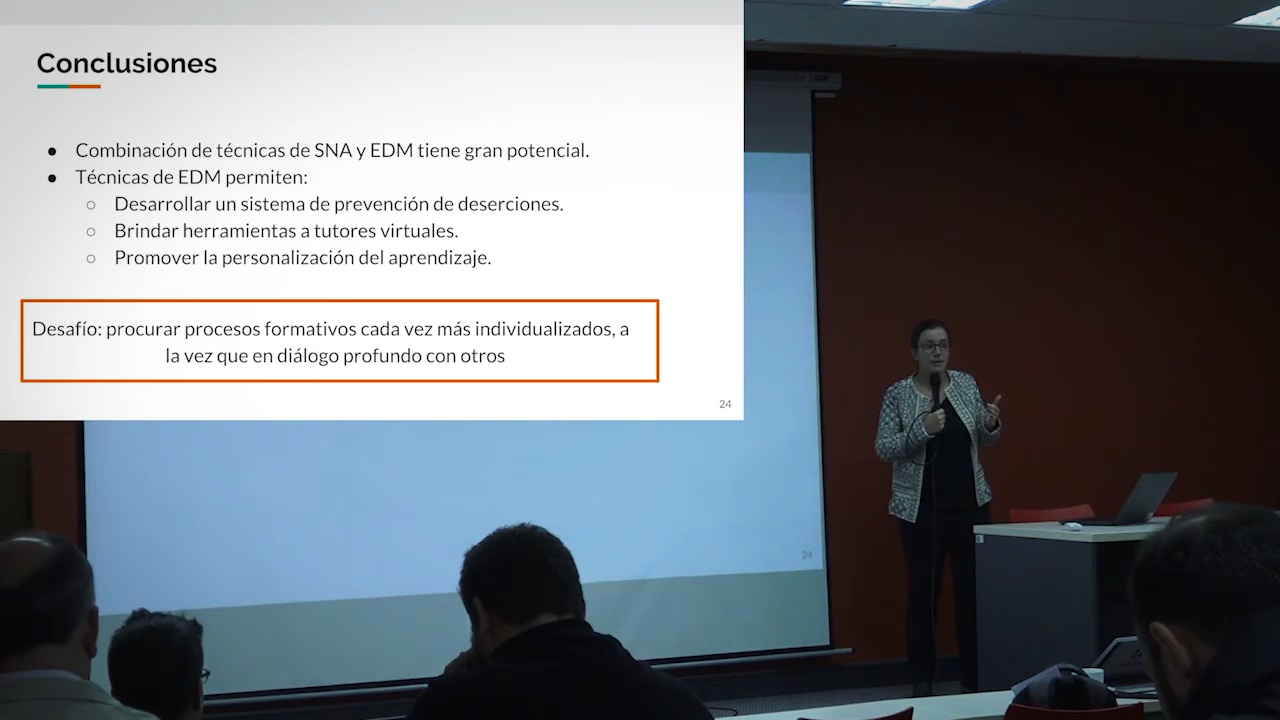 Conclusiones
● Combinación de técnicas de SNA y EDM tiene gran potencial.
● Técnicas de EDM permiten:
○ Desarrollar un sistema de prevención de deserciones.
○ Brindar herramientas a tutores virtuales.
○ Promover la personalización del aprendizaje.
Desafío: procurar procesos formativos cada vez más individualizados, a
la vez que en diálogo profundo con otros
24
24